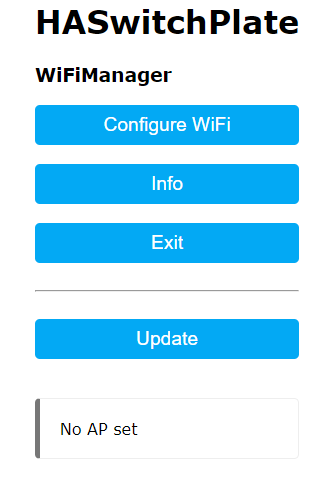 HASwitchPlate
WiFiManager
Configure WiFi
Info
Exit
Update
No AP set